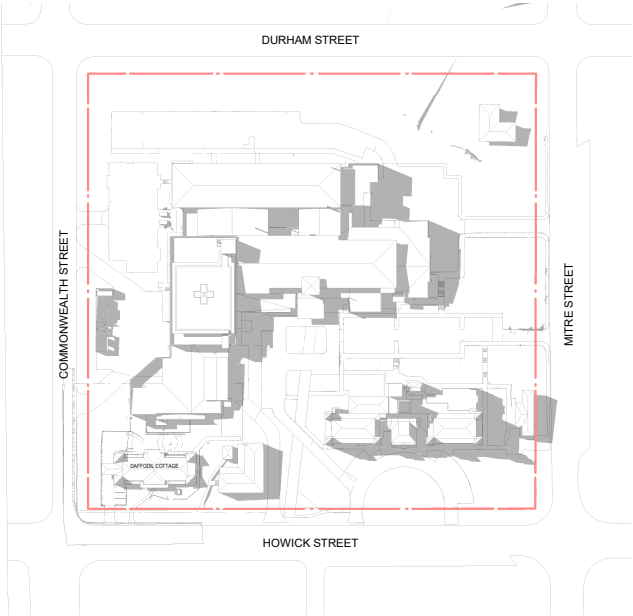 DURHAM STREET
COMMONWEALTH STREET
MITRE STREET
DAFFODIL COTTAGE
HOWICK STREET